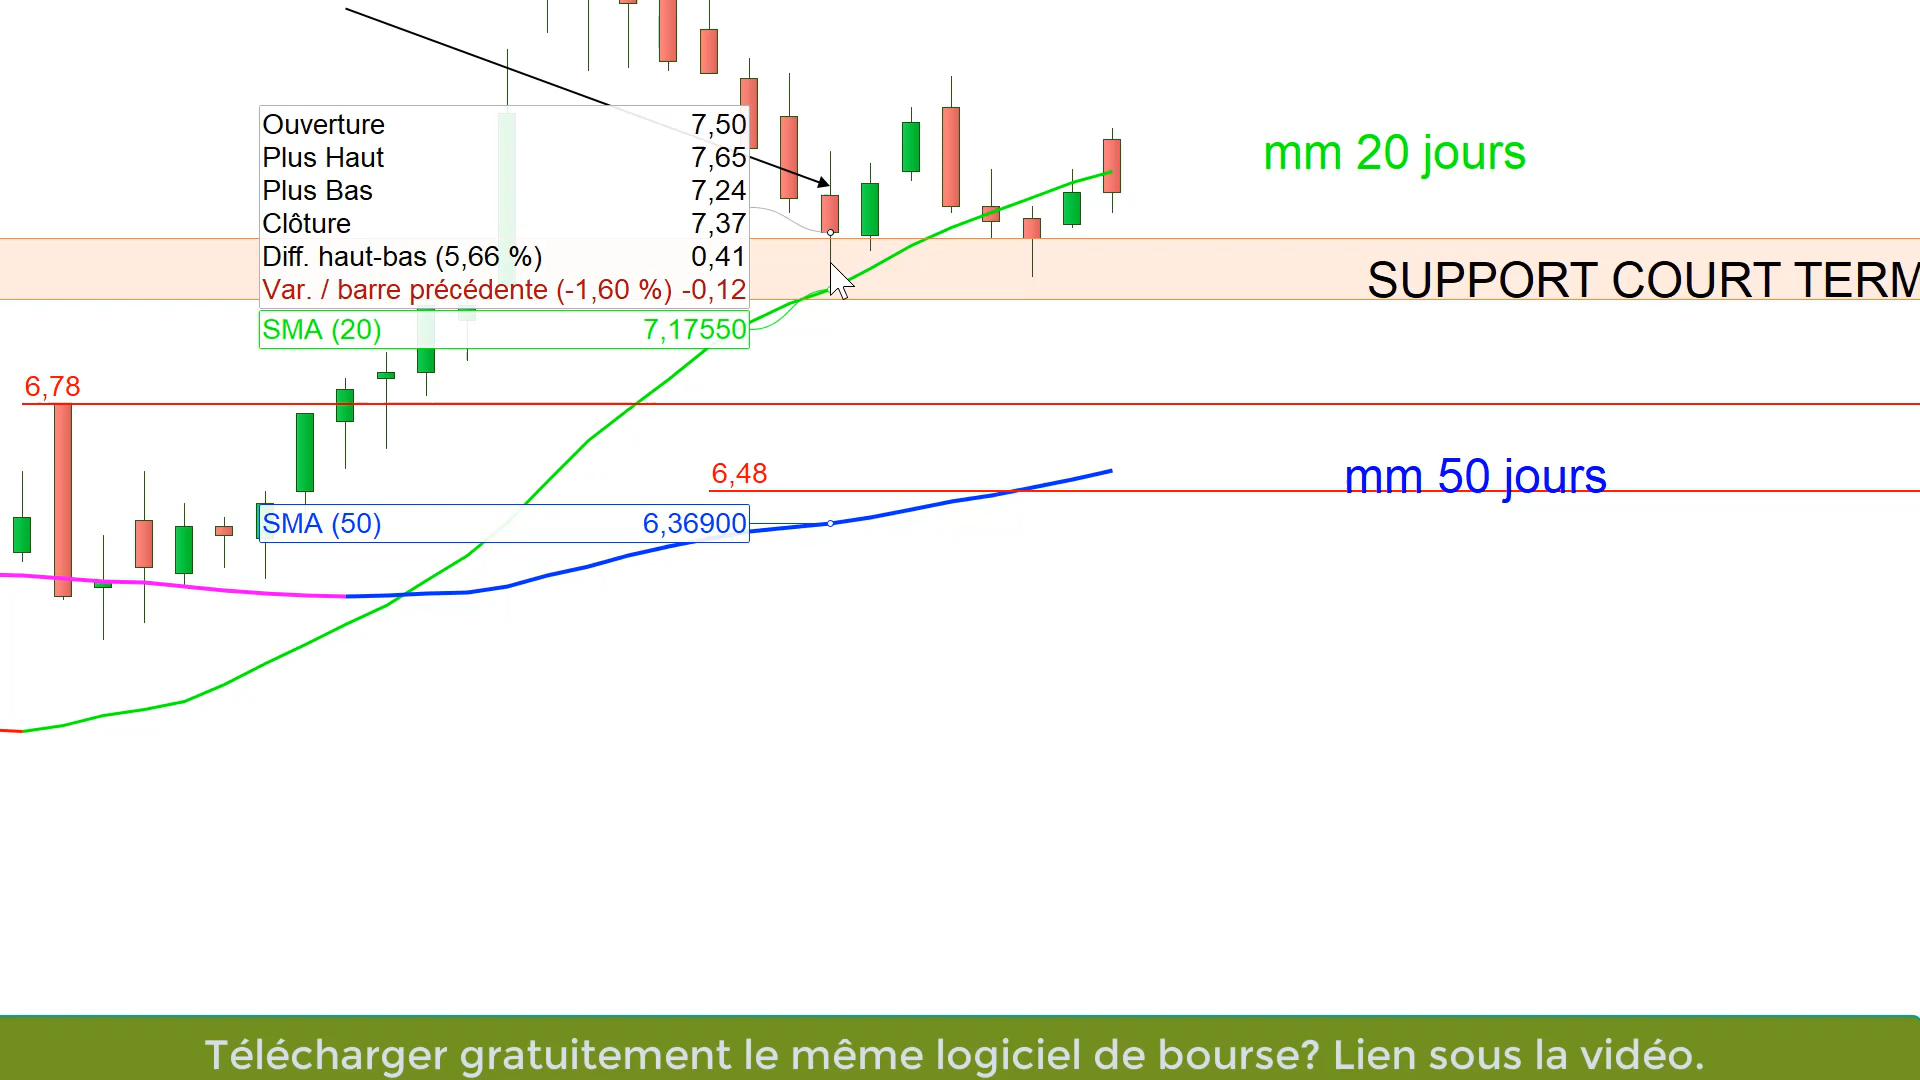 Ouverture 7,50
Plus Haut 7,65
Plus Bas 7,24
Clôture 7,37
Diff. haut-bas (5,66 %) 0,41
Var. / barre précédente (-1,60 %) -0,12
SMA (20) 7,17550
mm 20 jours
SUPPORT COURT TERM
6,78
6,48
mm 50 jours
SMA (50) 6,36900
Télécharger gratuitement le même logiciel de bourse? Lien sous la vidéo.